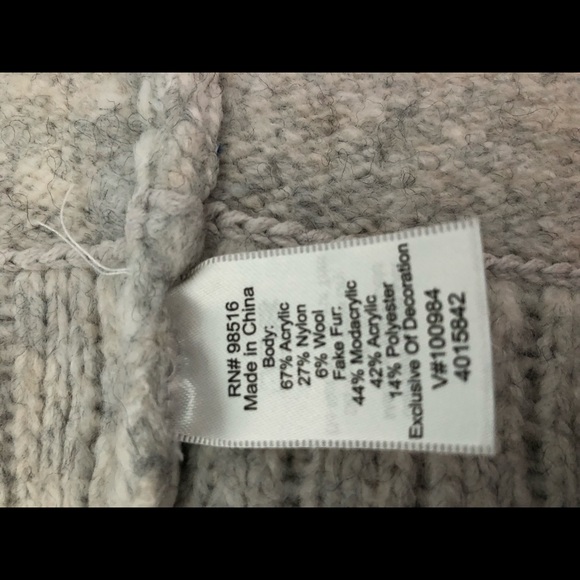 RN# 98516
Made in China
Body:
67% Acrylic
27% Nylon
6% Wool
Fake Fur:
44% Modacrylic
42% Acrylic
14% Polyester
Exclusive Of Decoration
V#100984
4015842